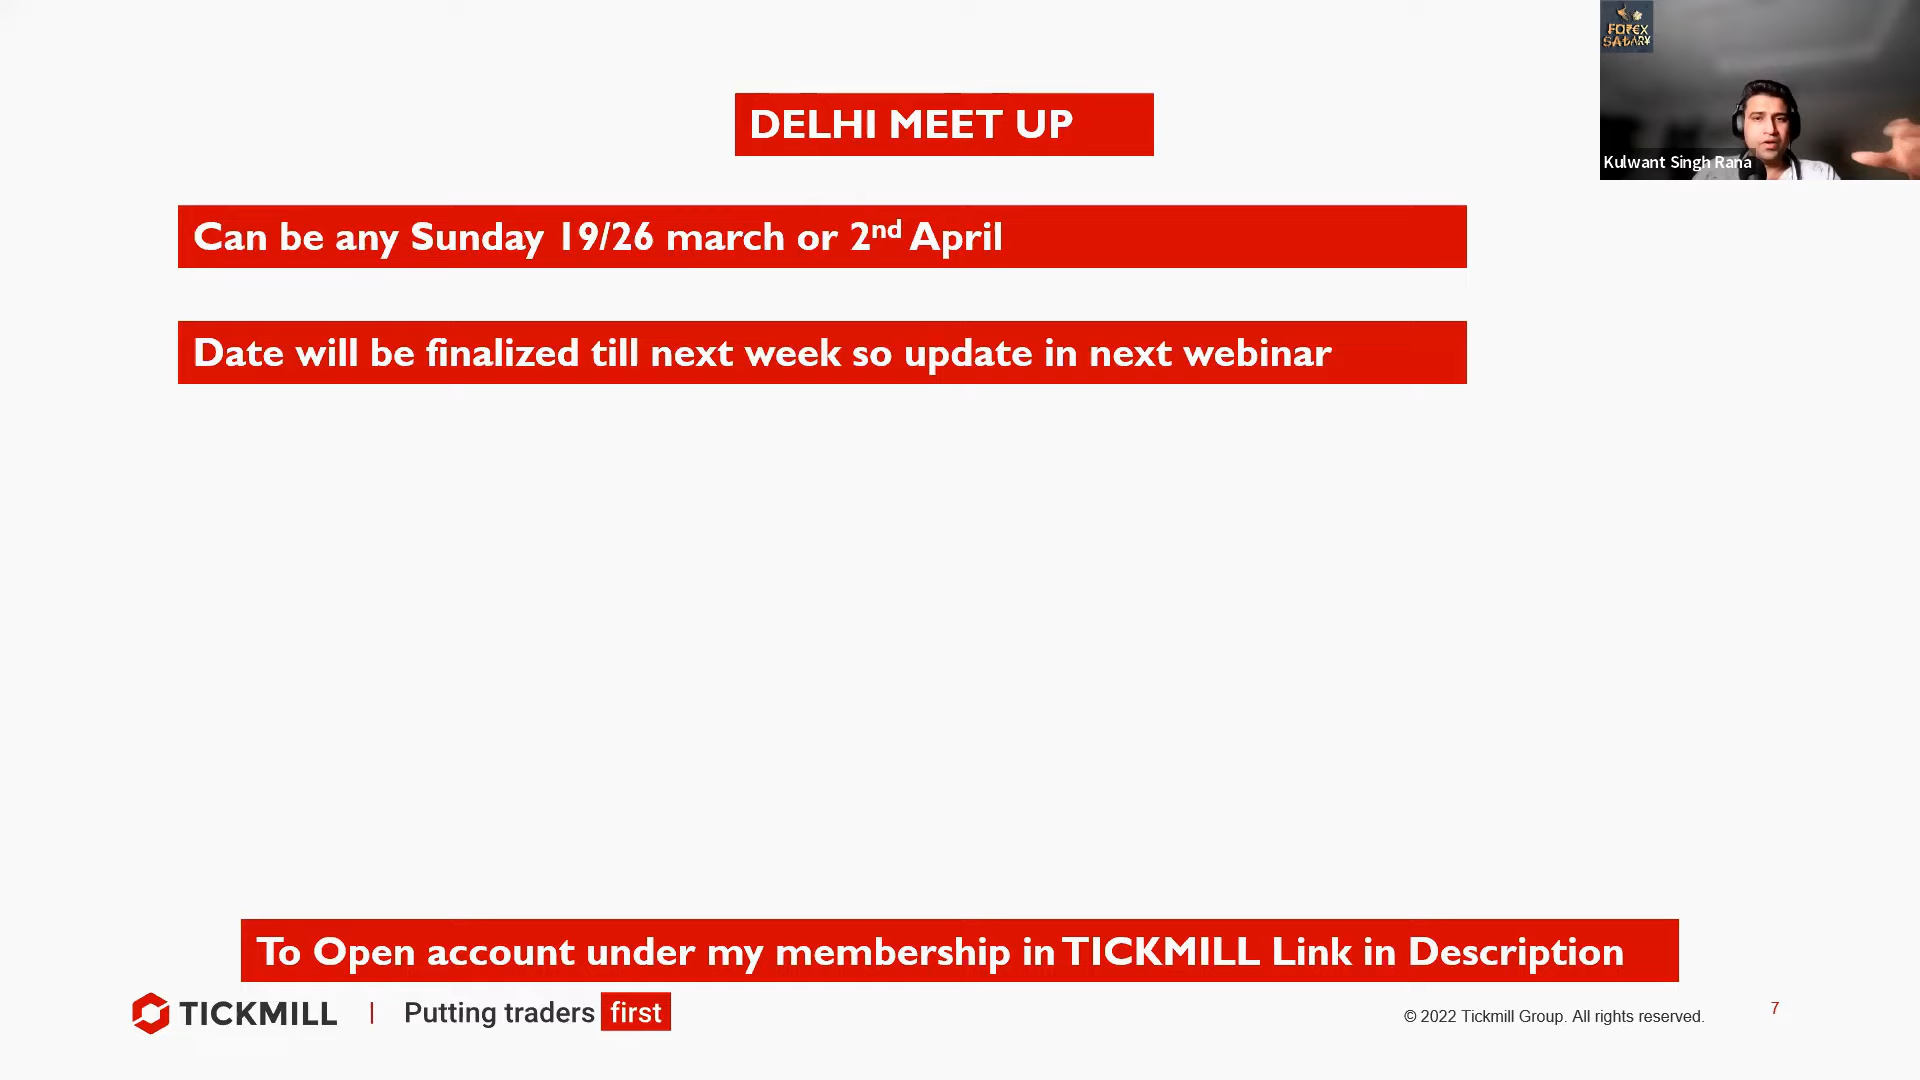 FOREX
SALARY
DELHI MEET UP
Kulwant Singh Rana
Can be any Sunday 19/26 march or 2nd April
Date will be finalized till next week so update in next webinar
To Open account under my membership in TICKMILL Link in Description
TICKMILL | Putting traders first
© 2022 Tickmill Group. All rights reserved.
7